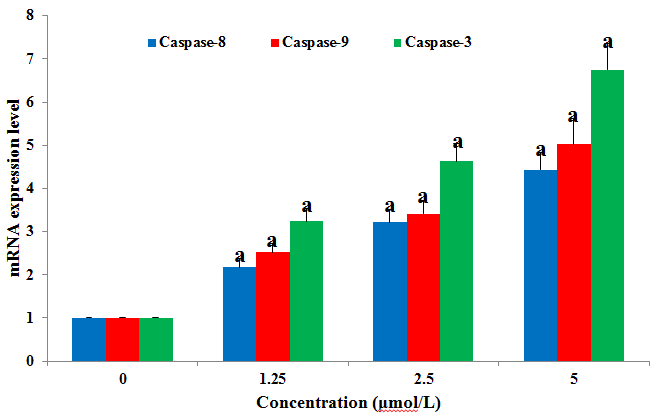 8
Caspase-8 Caspase-9 Caspase-3
7
6
5
4
3
2
1
0
mRNA expression level
a a a
a a a
a a a
0 1.25 2.5 5
Concentration (µmol/L)